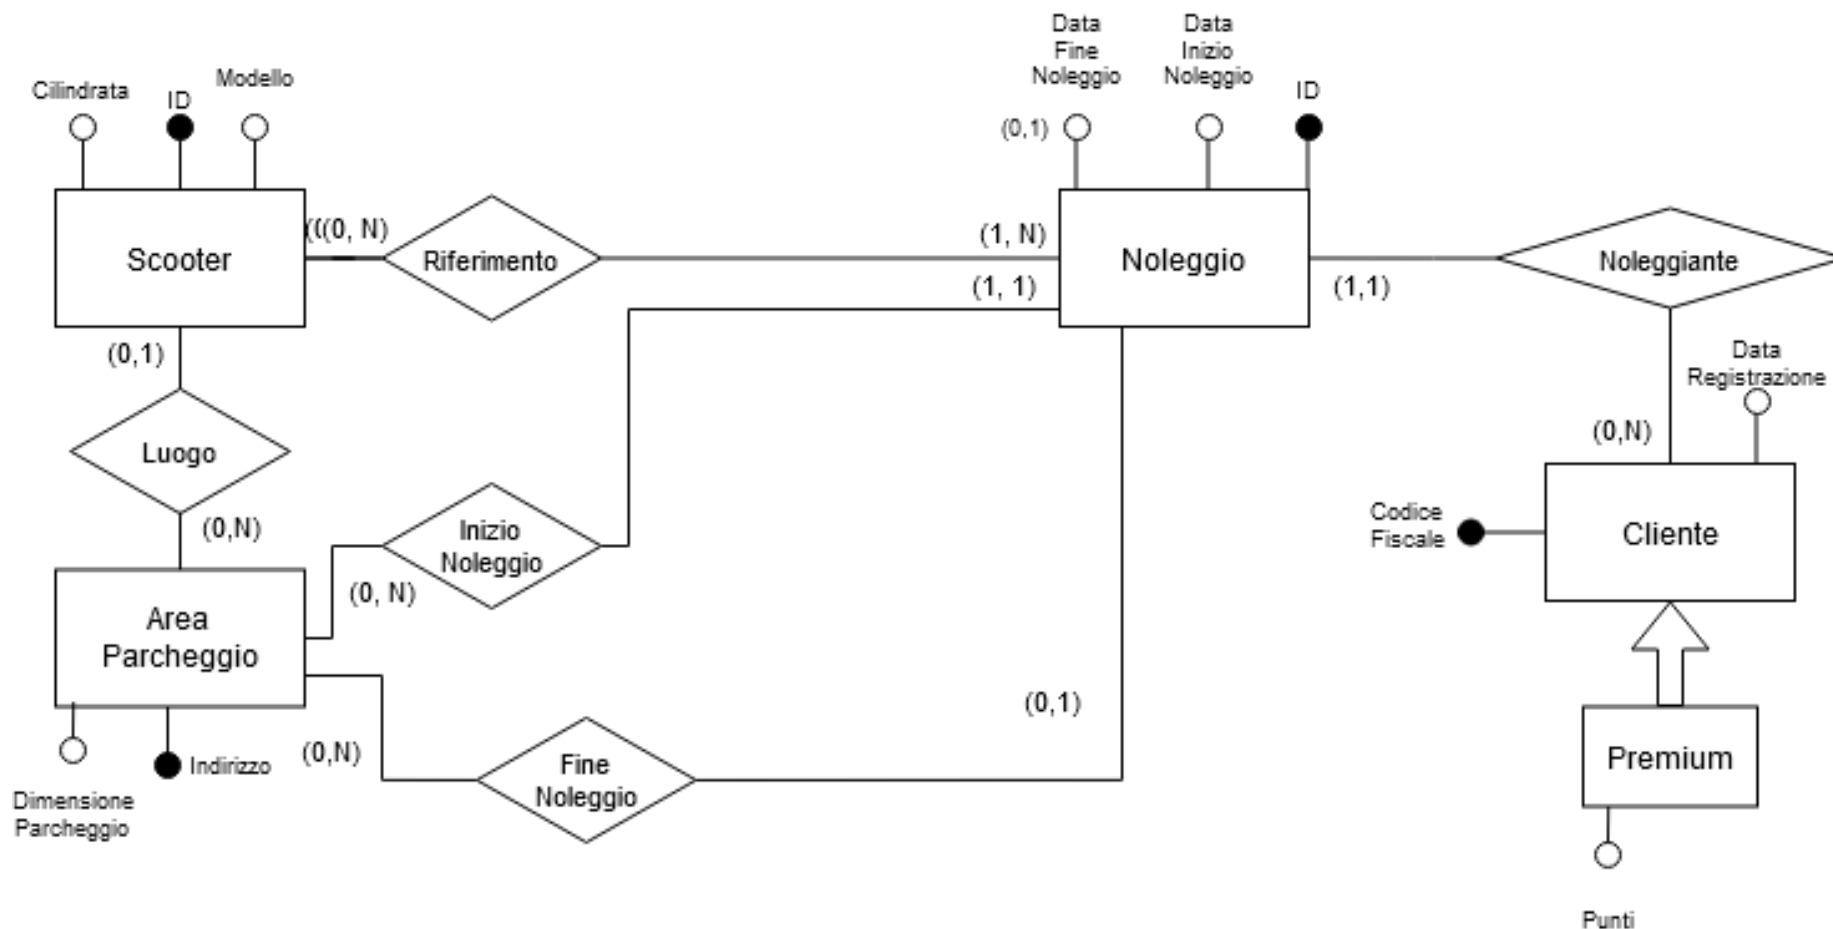 Data
Fine
Noleggio
Data
Inizio
Noleggio
Cilindrata
ID
Modello
(0,1)
ID
((0, N)
(1, N)
Scooter
Riferimento
Noleggio
Noleggiante
(1, 1)
(1,1)
(0,1)
Data
Registrazione
Luogo
(0,N)
(0,N)
Codice
Fiscale
Cliente
Inizio
Noleggio
(0, N)
Area
Parcheggio
(0,1)
(0,N)
Indirizzo
Fine
Noleggio
Premium
Dimensione
Parcheggio
Punti